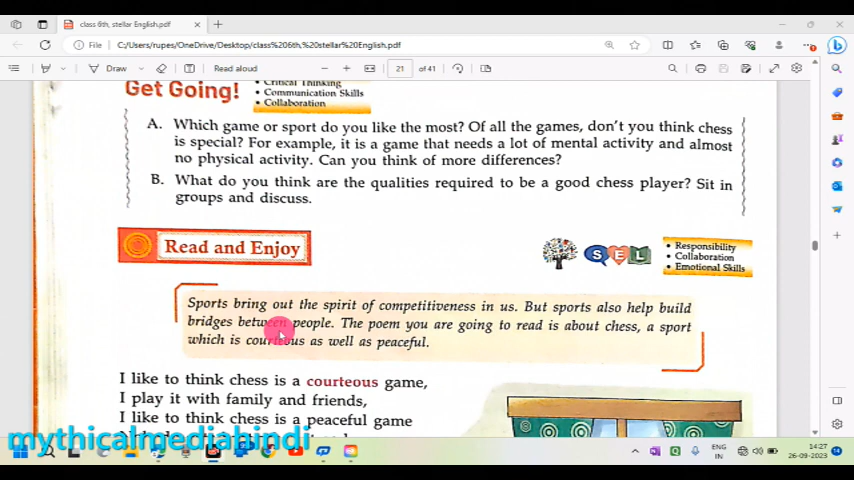 class 6th, stellar English.pdf
File
C:/Users/rupes/OneDrive/Desktop/class%206th,%20stellar%20English.pdf
Draw
Read aloud
21 of 41
Get Going!
• Critical Thinking
• Communication Skills
• Collaboration
A. Which game or sport do you like the most? Of all the games, don't you think chess
is special? For example, it is a game that needs a lot of mental activity and almost
no physical activity. Can you think of more differences?
B. What do you think are the qualities required to be a good chess player? Sit in
groups and discuss.
Read and Enjoy
SEL
• Responsibility
• Collaboration
• Emotional Skills
Sports bring out the spirit of competitiveness in us. But sports also help build
bridges between people. The poem you are going to read is about chess, a sport
which is courteous as well as peaceful.
I like to think chess is a courteous game,
I play it with family and friends,
I like to think chess is a peaceful game
mythicalmediahindi
ENG
IN
14:27
26-09-2023